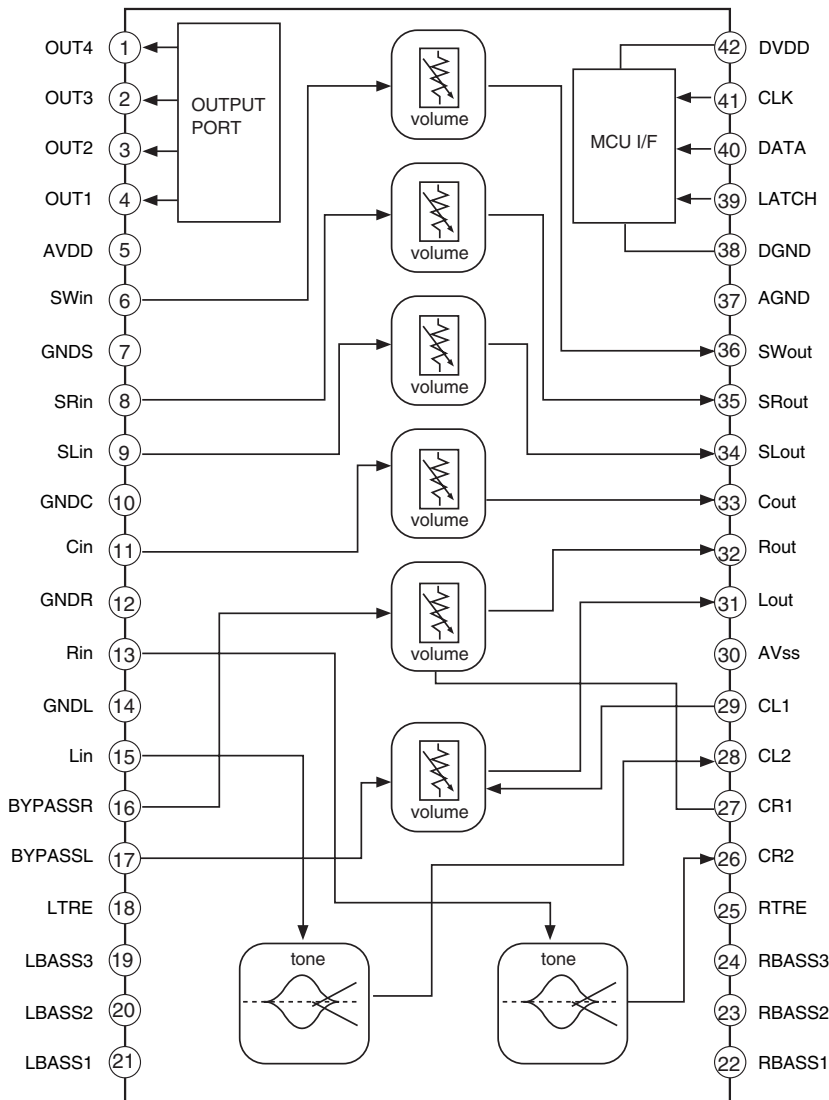 OUT4 1
OUT3 2
OUT2 3
OUT1 4
AVDD 5
SWin 6
GNDS 7
SRin 8
SLin 9
GNDC 10
Cin 11
GNDR 12
Rin 13
GNDL 14
Lin 15
BYPASSR 16
BYPASSL 17
LTRE 18
LBASS3 19
LBASS2 20
LBASS1 21
OUTPUT
PORT
volume
volume
volume
volume
volume
volume
tone
tone
MCU I/F
42 DVDD
41 CLK
40 DATA
39 LATCH
38 DGND
37 AGND
36 SWout
35 SRout
34 SLout
33 Cout
32 Rout
31 Lout
30 AVss
29 CL1
28 CL2
27 CR1
26 CR2
25 RTRE
24 RBASS3
23 RBASS2
22 RBASS1